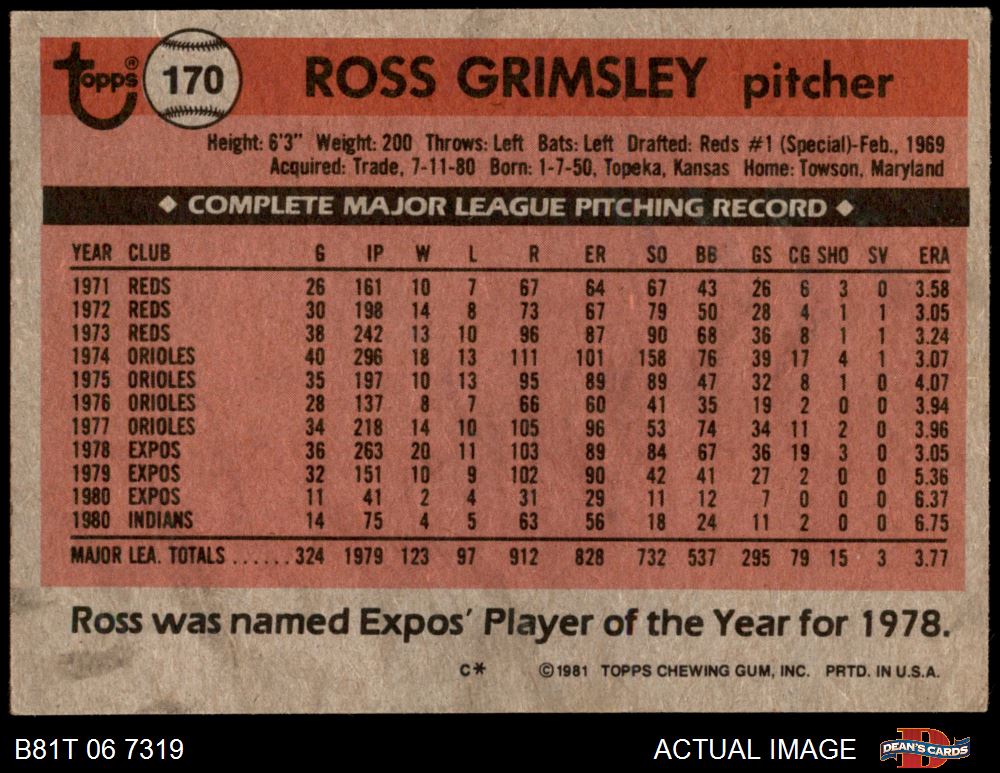 Topps® 170 ROSS GRIMSLEY pitcher
Height: 6'3" Weight: 200 Throws: Left Bats: Left Drafted: Reds #1 (Special)-Feb., 1969
Acquired: Trade, 7-11-80 Born: 1-7-50, Topeka, Kansas Home: Towson, Maryland
◆ COMPLETE MAJOR LEAGUE PITCHING RECORD ◆
YEAR CLUB G IP W L R ER SO BB GS CG SHO SV ERA
1971 REDS 26 161 10 7 67 64 67 43 26 6 3 0 3.58
1972 REDS 30 198 14 8 73 67 79 50 28 4 1 1 3.05
1973 REDS 38 242 13 10 96 87 90 68 36 8 1 1 3.24
1974 ORIOLES 40 296 18 13 111 101 158 76 39 17 4 1 3.07
1975 ORIOLES 35 197 10 13 95 89 89 47 32 8 1 0 4.07
1976 ORIOLES 28 137 8 7 66 60 41 35 19 2 0 0 3.94
1977 ORIOLES 34 218 14 10 105 96 53 74 34 11 2 0 3.96
1978 EXPOS 36 263 20 11 103 89 84 67 36 19 3 0 3.05
1979 EXPOS 32 151 10 9 102 90 42 41 27 2 0 0 5.36
1980 EXPOS 11 41 2 4 31 29 11 12 7 0 0 0 6.37
1980 INDIANS 14 75 4 5 63 56 18 24 11 2 0 0 6.75
MAJOR LEA. TOTALS ...... 324 1979 123 97 912 828 732 537 295 79 15 3 3.77
Ross was named Expos' Player of the Year for 1978.
C* ©1981 TOPPS CHEWING GUM, INC. PRTD. IN U.S.A.
B81T 06 7319 ACTUAL IMAGE DEAN'S CARDS